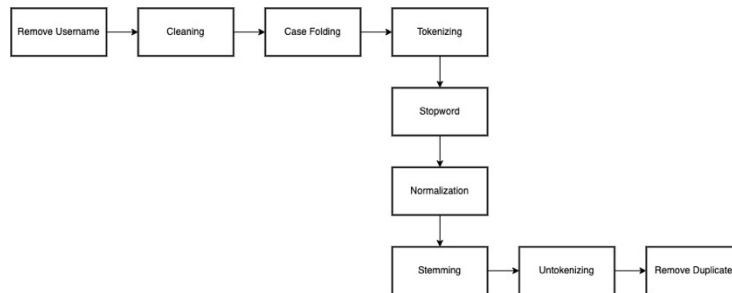 Remove Username
Cleaning
Case Folding
Tokenizing
Stopword
Normalization
Stemming
Untokenizing
Remove Duplicate